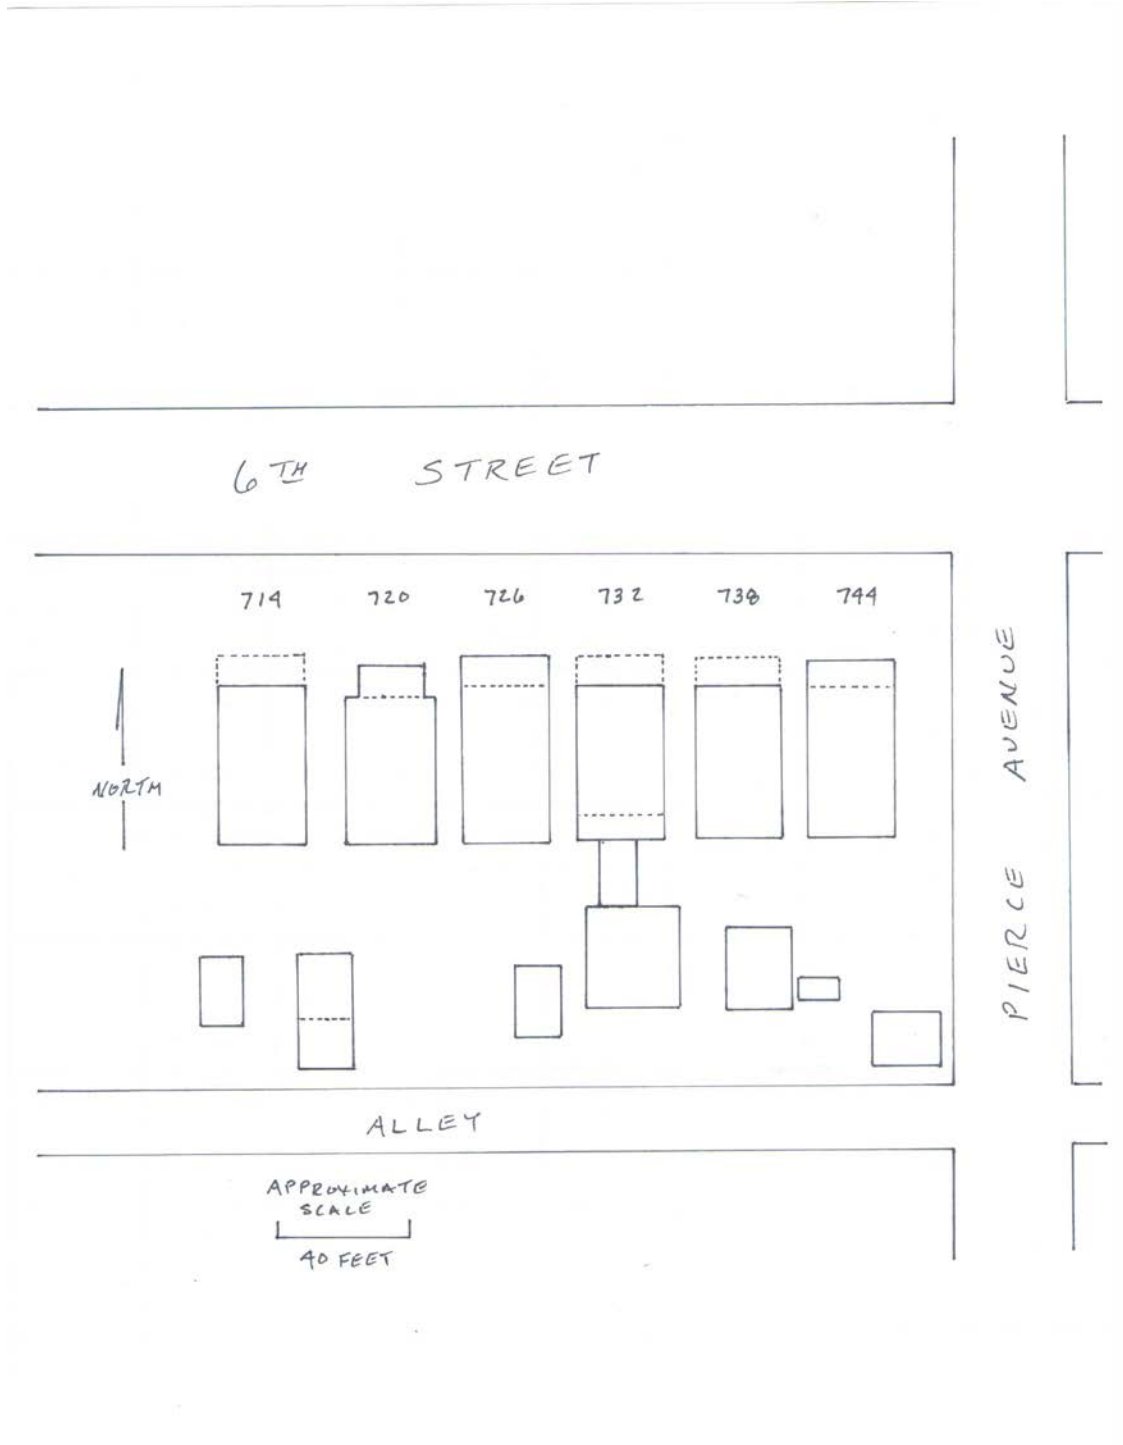 6TH STREET
714 720 726 732 738 744
NORTH
PIERCE AVENUE
ALLEY
APPROXIMATE
SCALE
40 FEET